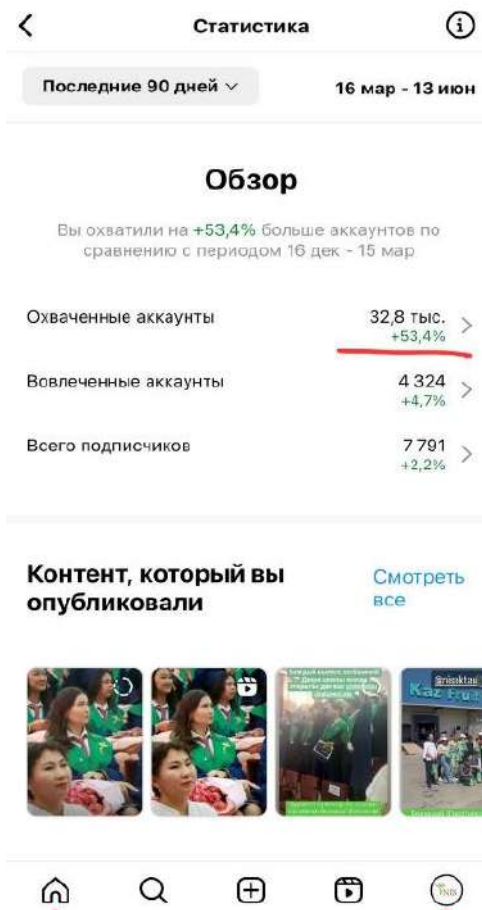 Статистика
Последние 90 дней
16 мар - 13 июн
Обзор
Вы охватили на +53,4% больше аккаунтов по
сравнению с периодом 16 дек - 15 мар
Охваченные аккаунты
32,8 тыс.
+53,4%
Вовлеченные аккаунты
4 324
+4,7%
Всего подписчиков
7 791
+2,2%
Контент, который вы
опубликовали
Смотреть
все
Kaz Fru